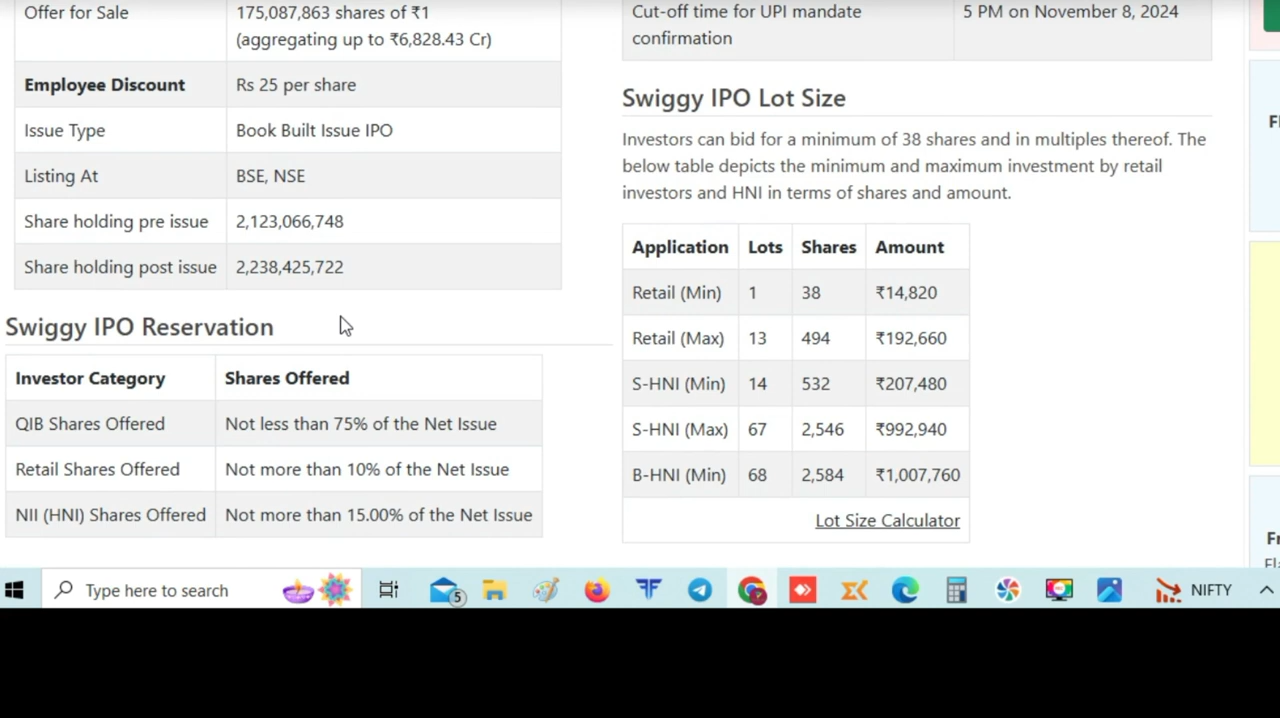 Offer for Sale 175,087,863 shares of ₹1
(aggregating up to ₹6,828.43 Cr)
Employee Discount Rs 25 per share
Issue Type Book Built Issue IPO
Listing At BSE, NSE
Share holding pre issue 2,123,066,748
Share holding post issue 2,238,425,722
Swiggy IPO Reservation
Investor Category Shares Offered
QIB Shares Offered Not less than 75% of the Net Issue
Retail Shares Offered Not more than 10% of the Net Issue
NII (HNI) Shares Offered Not more than 15.00% of the Net Issue
Cut-off time for UPI mandate 5 PM on November 8, 2024
confirmation
Swiggy IPO Lot Size
Investors can bid for a minimum of 38 shares and in multiples thereof. The
below table depicts the minimum and maximum investment by retail
investors and HNI in terms of shares and amount.
Application Lots Shares Amount
Retail (Min) 1 38 ₹14,820
Retail (Max) 13 494 ₹192,660
S-HNI (Min) 14 532 ₹207,480
S-HNI (Max) 67 2,546 ₹992,940
B-HNI (Min) 68 2,584 ₹1,007,760
Lot Size Calculator
Type here to search 5 NIFTY